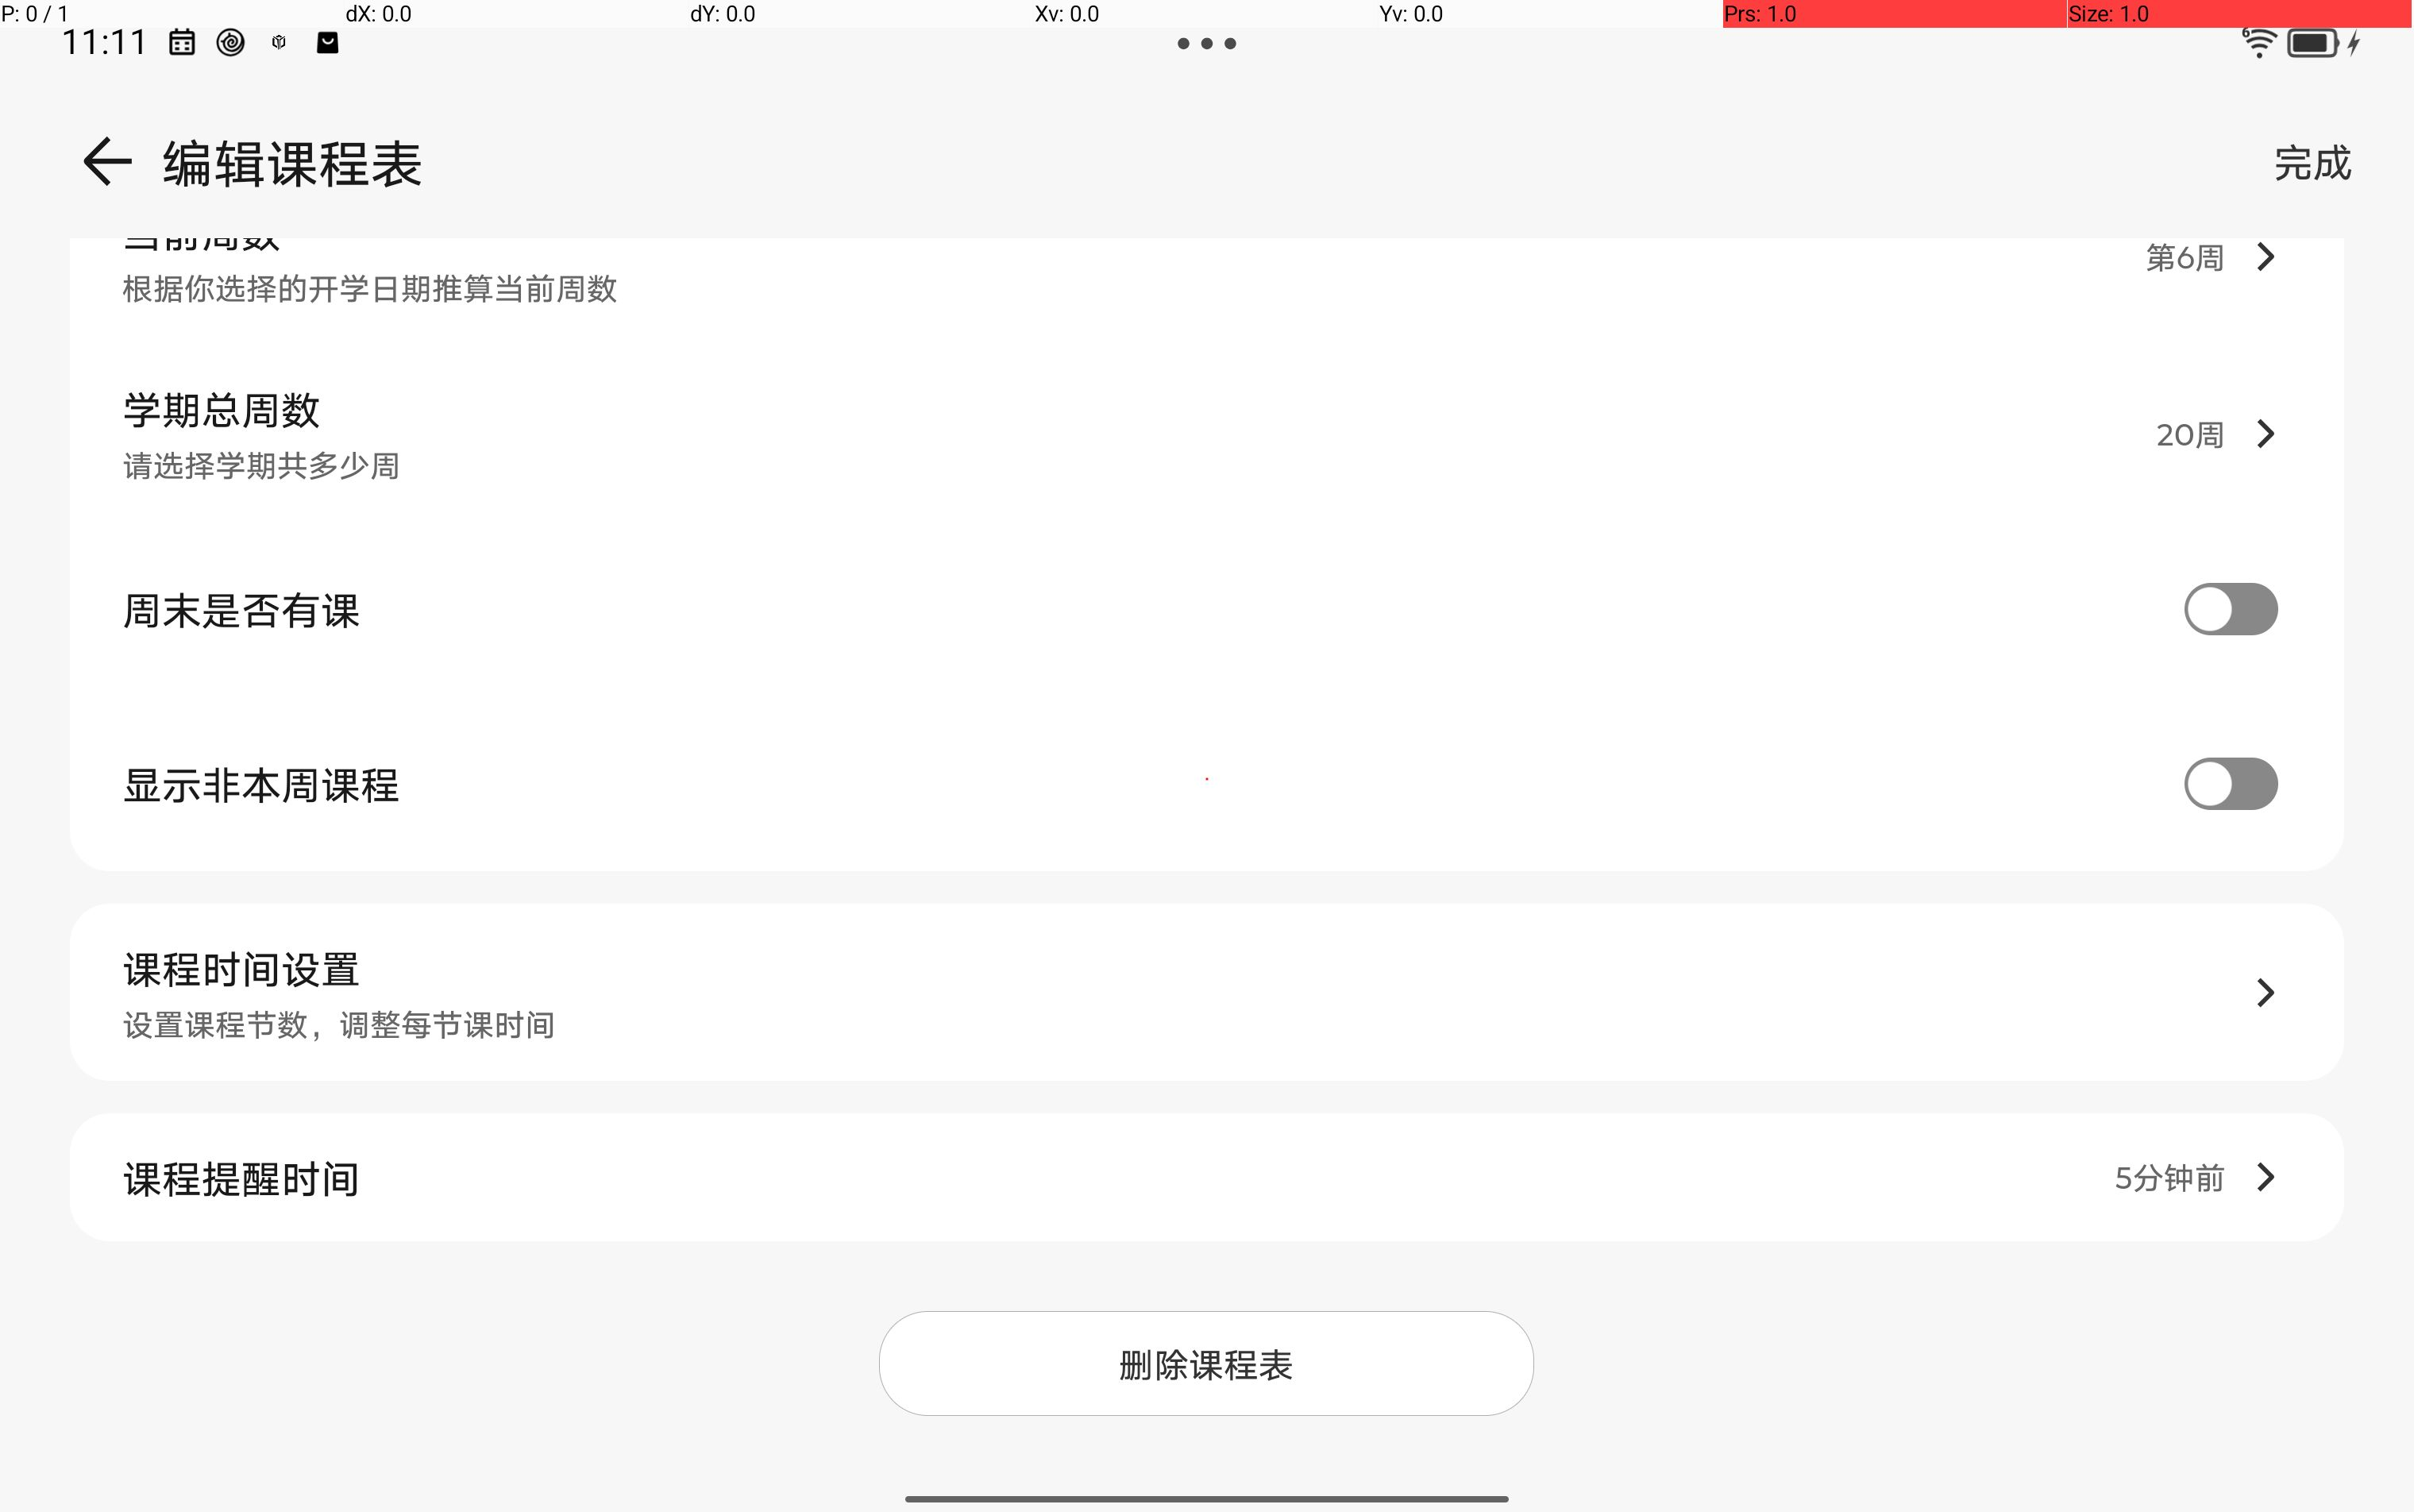 P: 0 / 1 dX: 0.0 dY: 0.0 Xv: 0.0 Yv: 0.0 Prs: 1.0 Size: 1.0
11:11 6
编辑课程表 完成
当前周数
第6周
根据你选择的开学日期推算当前周数
学期总周数
20周
请选择学期共多少周
周末是否有课
显示非本周课程
课程时间设置
设置课程节数，调整每节课时间
课程提醒时间 5分钟前
删除课程表